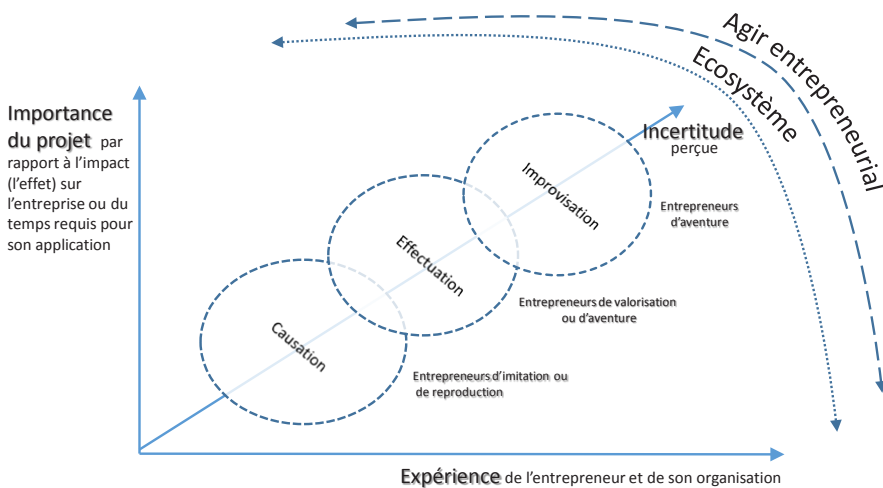 Agir entrepreneurial
Ecosystème
Importance
du projet par
rapport à l'impact
(l'effet) sur
l'entreprise ou du
temps requis pour
son application
Incertitude
perçue
Improvisation
Entrepreneurs
d'aventure
Effectuation
Entrepreneurs de valorisation
ou d'aventure
Causation
Entrepreneurs d'imitation ou
de reproduction
Expérience de l'entrepreneur et de son organisation